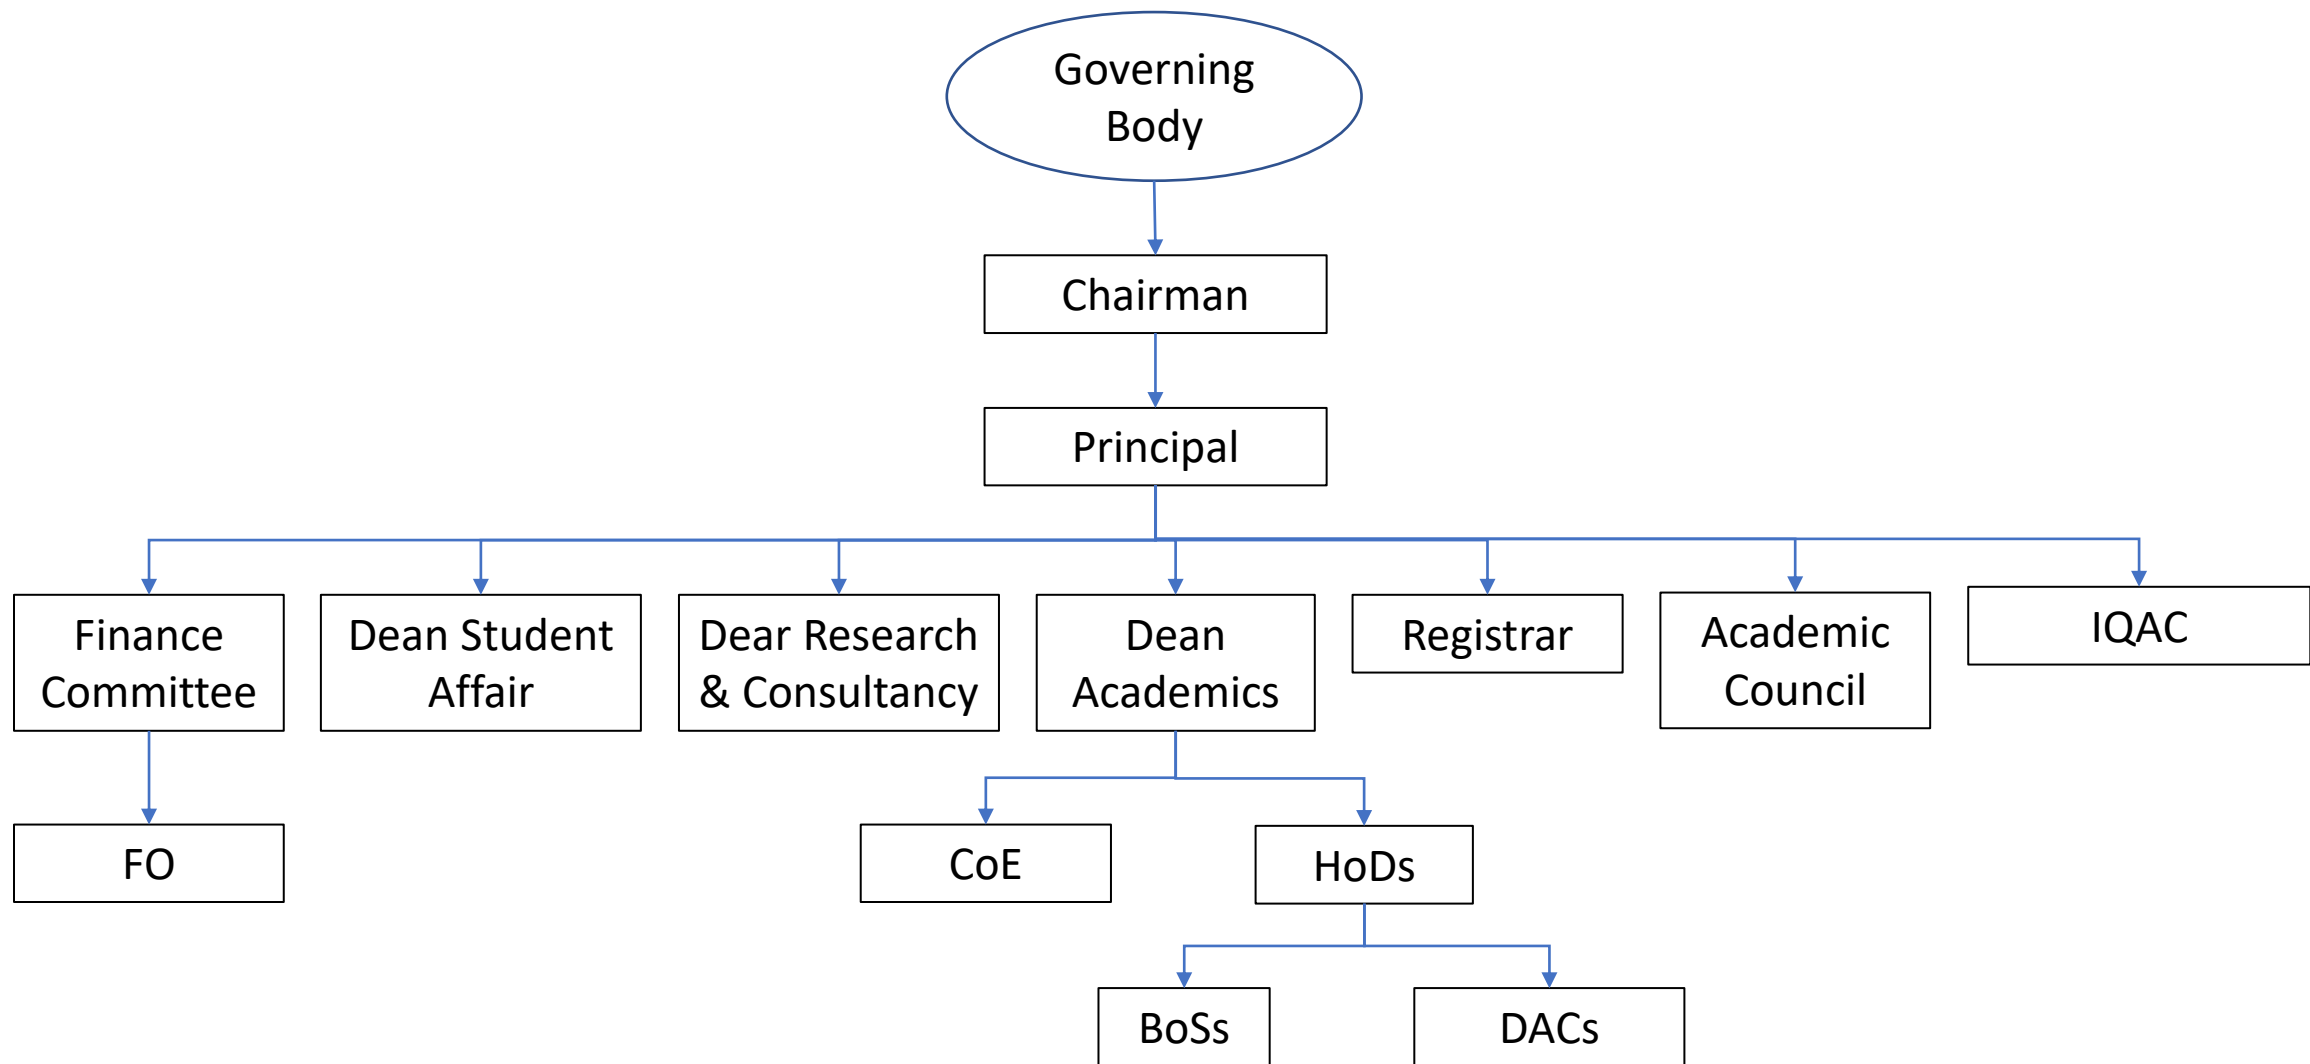 Governing
Body
Chairman
Principal
Finance
Committee
Dean Student
Affair
Dear Research
& Consultancy
Dean
Academics
Registrar
Academic
Council
IQAC
FO
CoE
HoDs
BoSs
DACs